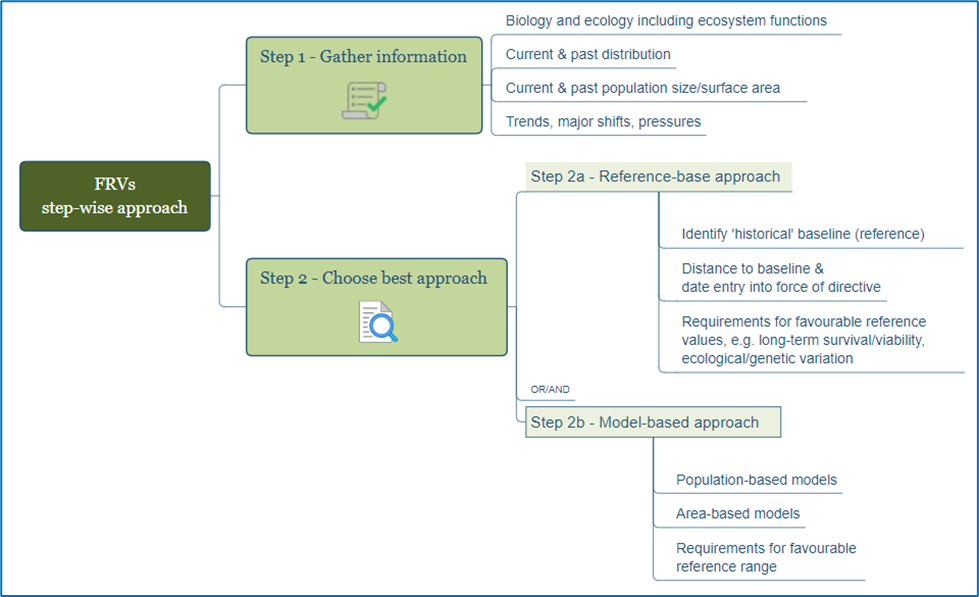 FRVs
step-wise approach
Step 1 - Gather information
Biology and ecology including ecosystem functions
Current & past distribution
Current & past population size/surface area
Trends, major shifts, pressures
Step 2 - Choose best approach
Step 2a - Reference-base approach
Identify 'historical' baseline (reference)
Distance to baseline &
date entry into force of directive
Requirements for favourable reference
values, e.g. long-term survival/viability,
ecological/genetic variation
OR/AND
Step 2b - Model-based approach
Population-based models
Area-based models
Requirements for favourable
reference range